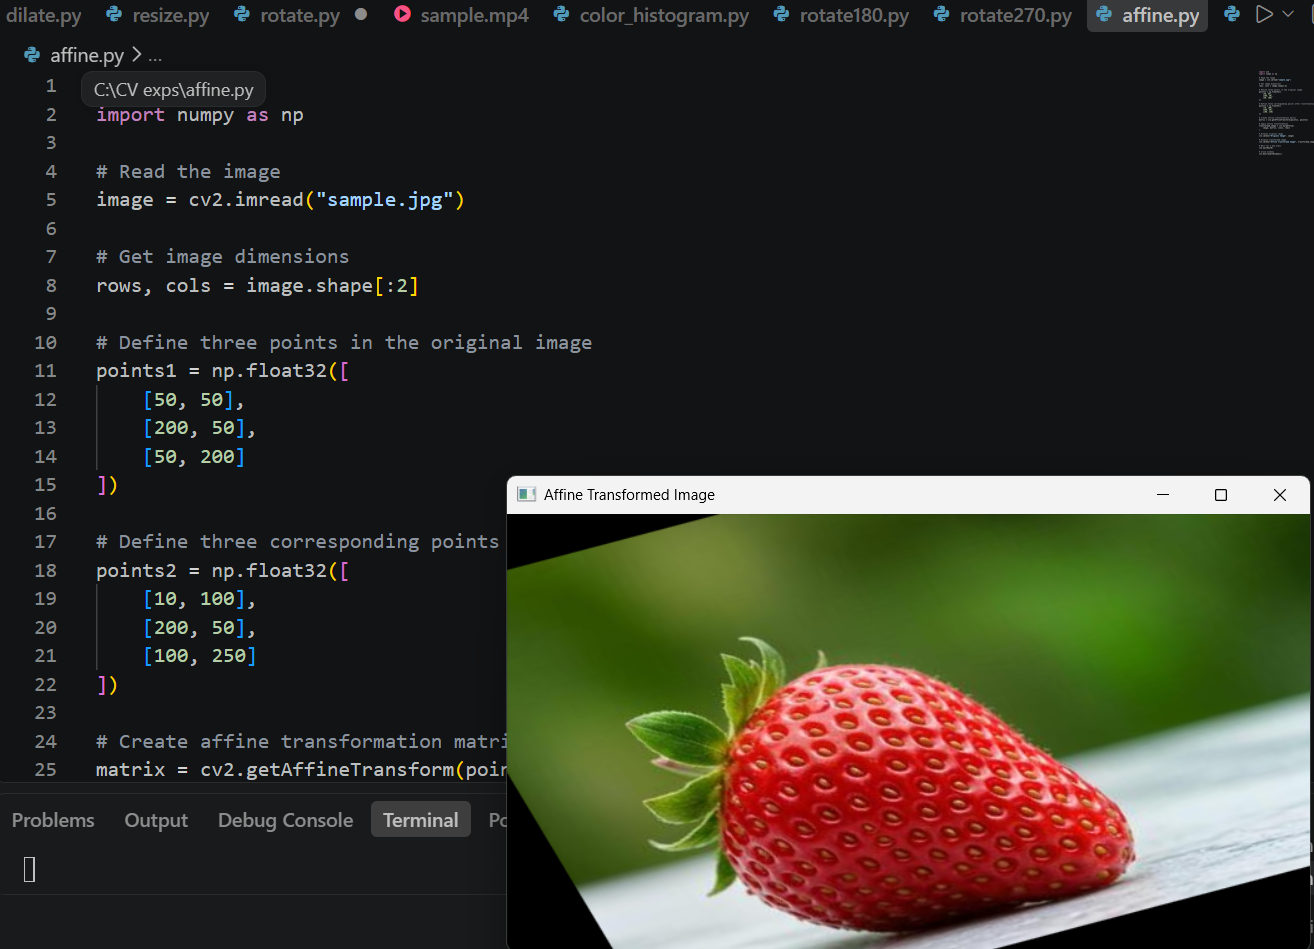 dilate.py resize.py rotate.py sample.mp4 color_histogram.py rotate180.py rotate270.py affine.py
affine.py > ...
1
C:\CV exps\affine.py
2 import numpy as np
3
4 # Read the image
5 image = cv2.imread("sample.jpg")
6
7 # Get image dimensions
8 rows, cols = image.shape[:2]
9
10 # Define three points in the original image
11 points1 = np.float32([
12 [50, 50],
13 [200, 50],
14 [50, 200]
15 ])
16
17 # Define three corresponding points
18 points2 = np.float32([
19 [10, 100],
20 [200, 50],
21 [100, 250]
22 ])
23
24 # Create affine transformation matri
25 matrix = cv2.getAffineTransform(poin
Problems Output Debug Console Terminal Po
Affine Transformed Image